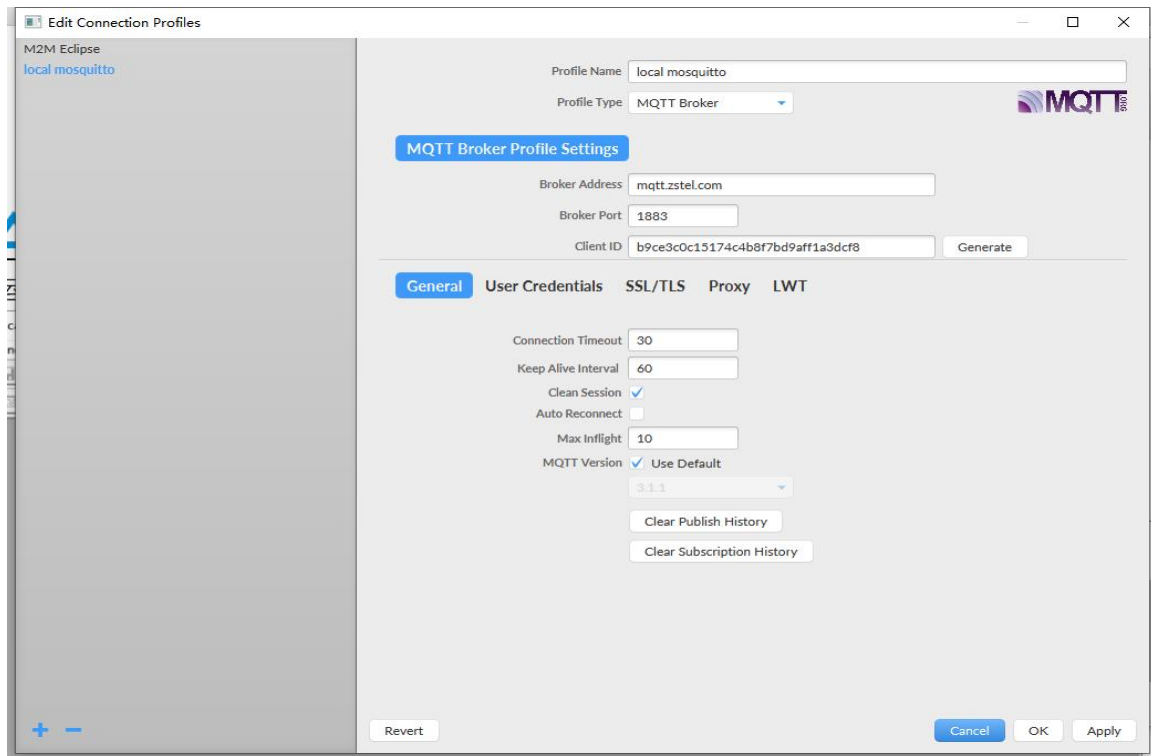 Edit Connection Profiles
M2M Eclipse
local mosquitto
Profile Name local mosquitto
Profile Type MQTT Broker
MQTT.ORG
MQTT Broker Profile Settings
Broker Address mqtt.zstel.com
Broker Port 1883
Client ID b9ce3c0c15174c4b8f7bd9aff1a3dcf8 Generate
General User Credentials SSL/TLS Proxy LWT
Connection Timeout 30
Keep Alive Interval 60
Clean Session
Auto Reconnect
Max Inflight 10
MQTT Version Use Default
3.1.1
Clear Publish History
Clear Subscription History
Revert Cancel OK Apply